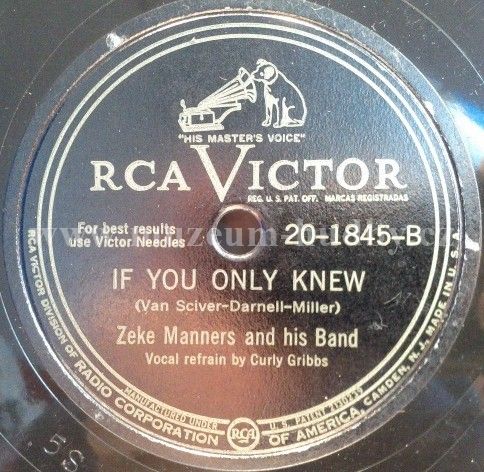 "HIS MASTER'S VOICE"
RCA VICTOR
REG. U.S. PAT. OFF. MARCAS REGISTRADAS
For best results
use Victor Needles
20-1845-B
IF YOU ONLY KNEW
(Van Sciver-Darnell-Miller)
Zeke Manners and his Band
Vocal refrain by Curly Gribbs
RCA VICTOR DIVISION OF RADIO CORPORATION OF AMERICA, CAMDEN, N. J. MADE IN U.S.A.
MANUFACTURED UNDER
U. S. PATENT
RCA
5S